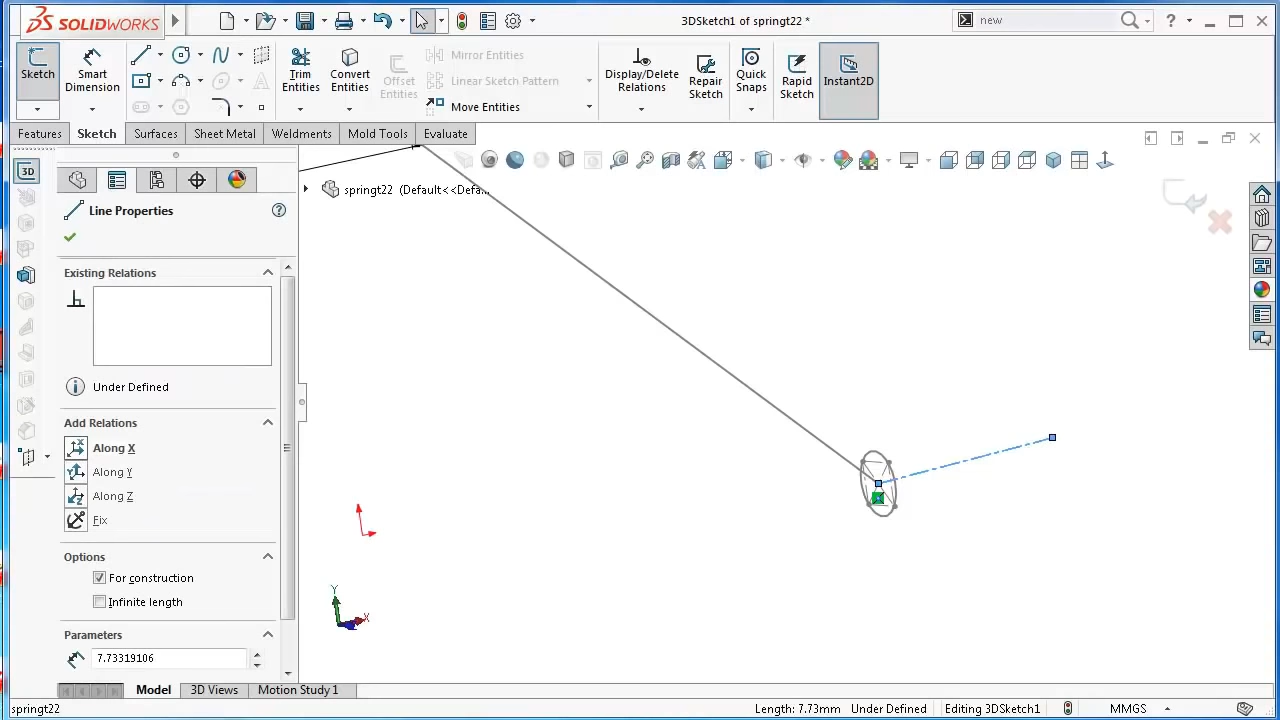 SOLIDWORKS
3DSketch1 of springt22 *
new
Sketch
Smart Dimension
Trim Entities
Convert Entities
Offset Entities
Mirror Entities
Linear Sketch Pattern
Move Entities
Display/Delete Relations
Repair Sketch
Quick Snaps
Rapid Sketch
Instant2D
Features
Sketch
Surfaces
Sheet Metal
Weldments
Mold Tools
Evaluate
3D
springt22 (Default<<Defa...
Line Properties
Existing Relations
Under Defined
Add Relations
Along X
Along Y
Along Z
Fix
Options
For construction
Infinite length
Parameters
7.73319106
Y
X
Model
3D Views
Motion Study 1
springt22
Length: 7.73mm
Under Defined
Editing 3DSketch1
MMGS